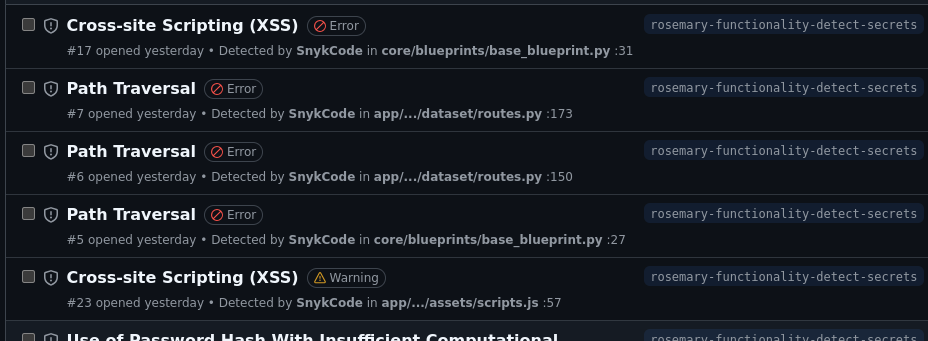 Cross-site Scripting (XSS) Error rosemary-functionality-detect-secrets
#17 opened yesterday • Detected by SnykCode in core/blueprints/base_blueprint.py :31
Path Traversal Error rosemary-functionality-detect-secrets
#7 opened yesterday • Detected by SnykCode in app/.../dataset/routes.py :173
Path Traversal Error rosemary-functionality-detect-secrets
#6 opened yesterday • Detected by SnykCode in app/.../dataset/routes.py :150
Path Traversal Error rosemary-functionality-detect-secrets
#5 opened yesterday • Detected by SnykCode in core/blueprints/base_blueprint.py :27
Cross-site Scripting (XSS) Warning rosemary-functionality-detect-secrets
#23 opened yesterday • Detected by SnykCode in app/.../assets/scripts.js :57
Use of Password Hash With Insufficient Computational rosemary-functionality-detect-secrets